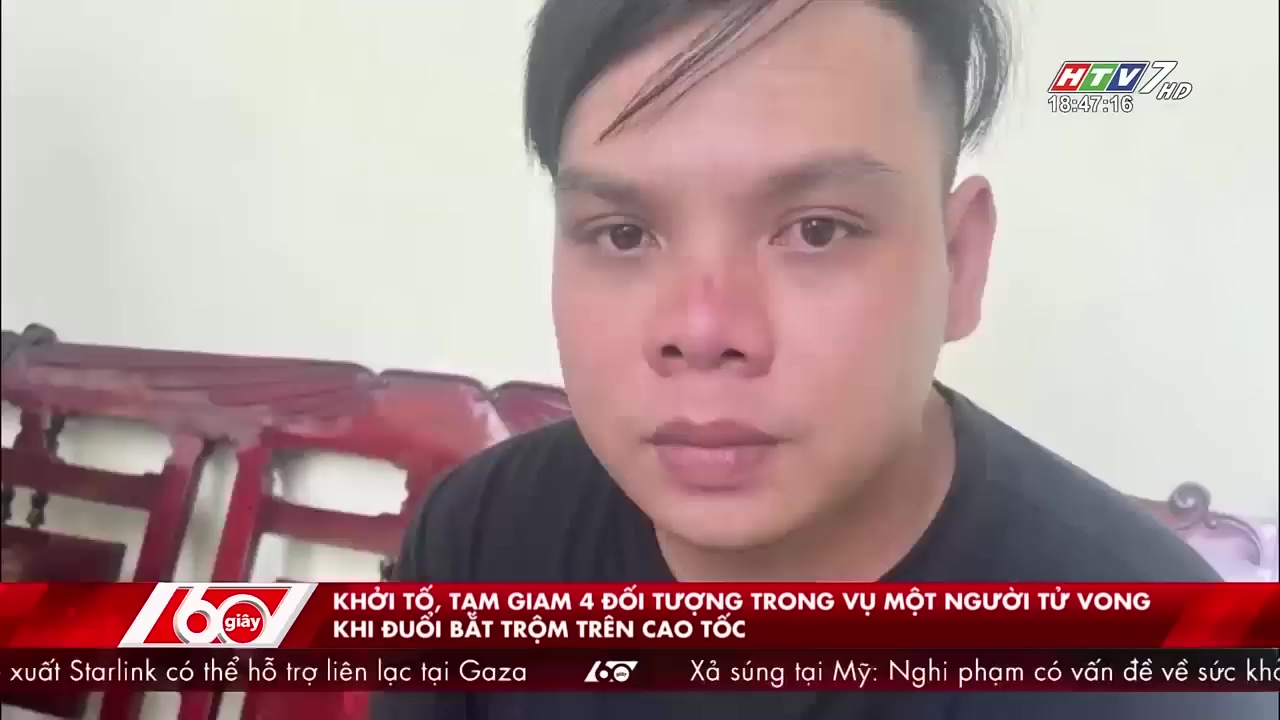 HTV7 HD
18:47:16
60 giây
KHỞI TỐ, TẠM GIAM 4 ĐỐI TƯỢNG TRONG VỤ MỘT NGƯỜI TỬ VONG
KHI ĐUỔI BẮT TRỘM TRÊN CAO TỐC
xuất Starlink có thể hỗ trợ liên lạc tại Gaza 60 giây Xả súng tại Mỹ: Nghi phạm có vấn đề về sức